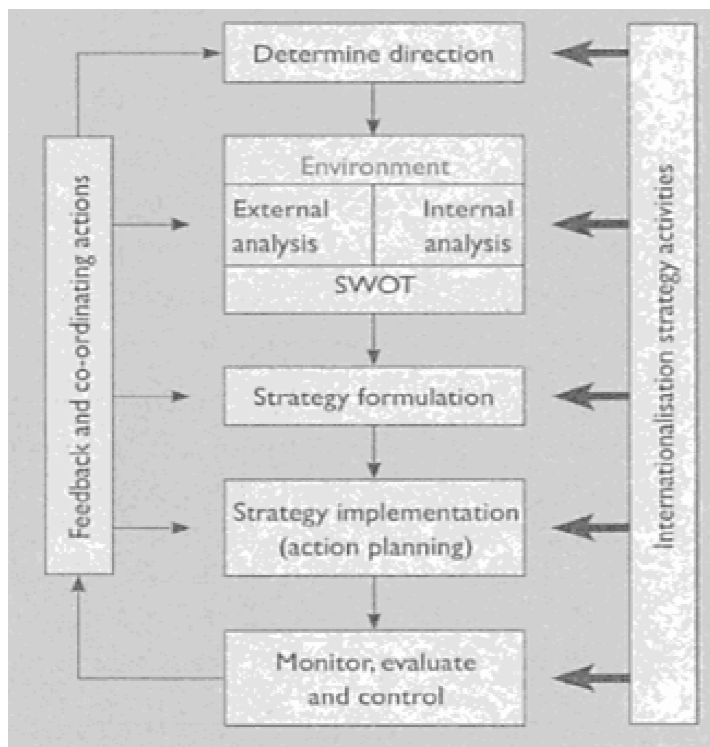 Determine direction
Environment
External
analysis
Internal
analysis
SWOT
Strategy formulation
Strategy implementation
(action planning)
Monitor, evaluate
and control
Feedback and co-ordinating actions
Internationalisation strategy activities